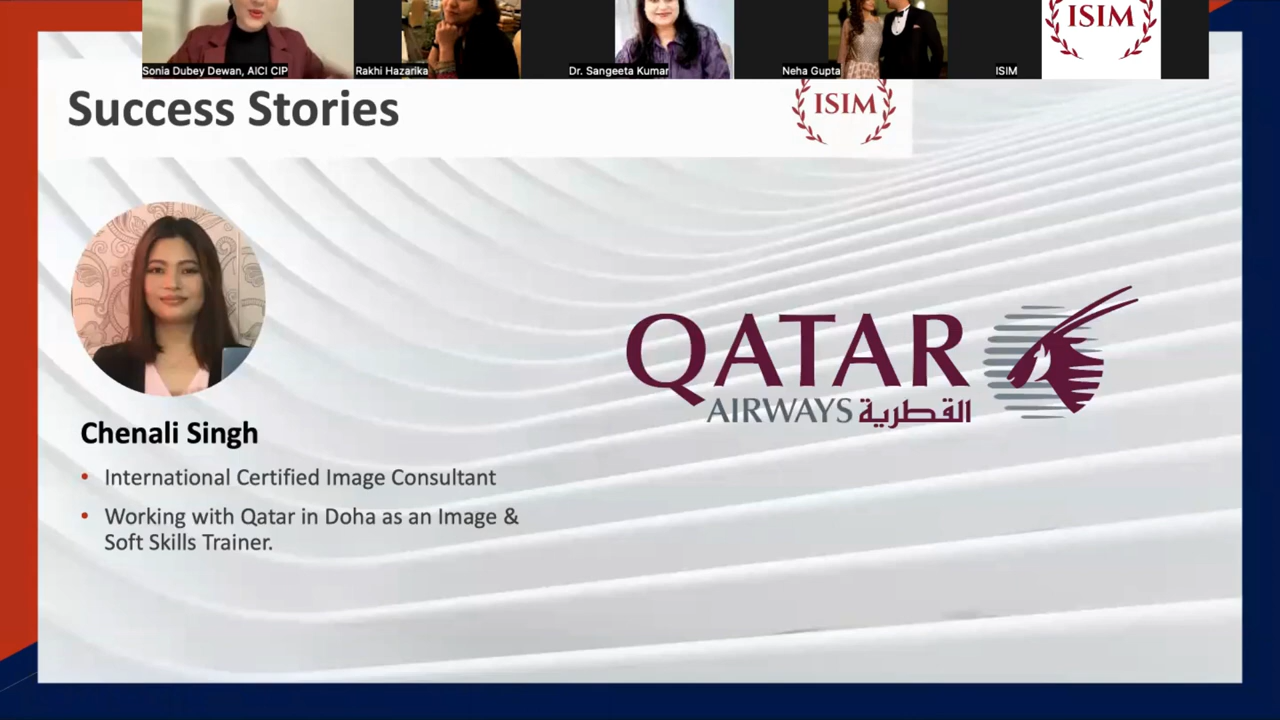 Sonia Dubey Dewan, AICI CIP
Rakhi Hazarika
Dr. Sangeeta Kumar
Neha Gupta
ISIM
ISIM
Success Stories
ISIM
QATAR
AIRWAYS القطرية
Chenali Singh
• International Certified Image Consultant
• Working with Qatar in Doha as an Image &
Soft Skills Trainer.